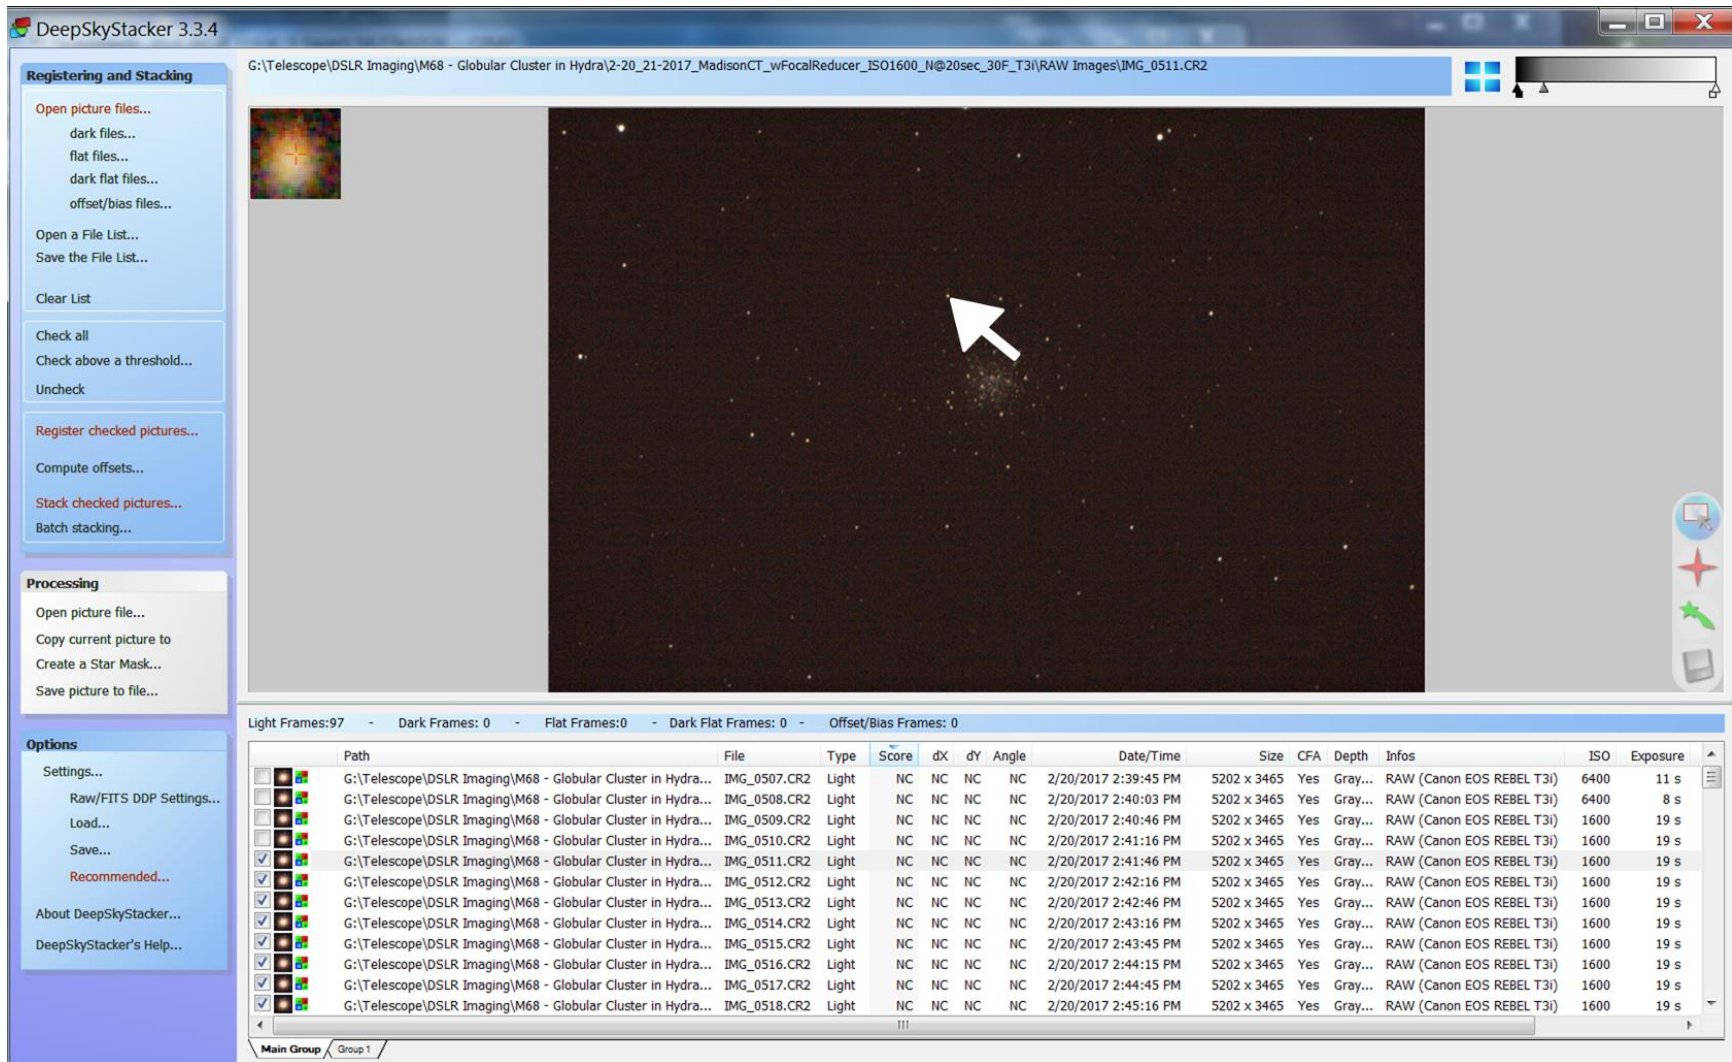 DeepSkyStacker 3.3.4
Registering and Stacking
Open picture files...
dark files...
flat files...
dark flat files...
offset/bias files...
Open a File List...
Save the File List...
Clear List
Check all
Check above a threshold...
Uncheck
Register checked pictures...
Compute offsets...
Stack checked pictures...
Batch stacking...
Processing
Open picture file...
Copy current picture to
Create a Star Mask...
Save picture to file...
Options
Settings...
Raw/FITS DDP Settings...
Load...
Save...
Recommended...
About DeepSkyStacker...
DeepSkyStacker's Help...
G:\Telescope\DSLR Imaging\M68 - Globular Cluster in Hydra\2-20_21-2017_MadisonCT_wFocalReducer_ISO1600_N@20sec_30F_T3i\RAW Images\IMG_0511.CR2
Light Frames:97 - Dark Frames: 0 - Flat Frames:0 - Dark Flat Frames: 0 - Offset/Bias Frames: 0
Path File Type Score dX dY Angle Date/Time Size CFA Depth Infos ISO Exposure
G:\Telescope\DSLR Imaging\M68 - Globular Cluster in Hydra... IMG_0507.CR2 Light NC NC NC NC 2/20/2017 2:39:45 PM 5202 x 3465 Yes Gray... RAW (Canon EOS REBEL T3i) 6400 11 s
G:\Telescope\DSLR Imaging\M68 - Globular Cluster in Hydra... IMG_0508.CR2 Light NC NC NC NC 2/20/2017 2:40:03 PM 5202 x 3465 Yes Gray... RAW (Canon EOS REBEL T3i) 6400 8 s
G:\Telescope\DSLR Imaging\M68 - Globular Cluster in Hydra... IMG_0509.CR2 Light NC NC NC NC 2/20/2017 2:40:46 PM 5202 x 3465 Yes Gray... RAW (Canon EOS REBEL T3i) 1600 19 s
G:\Telescope\DSLR Imaging\M68 - Globular Cluster in Hydra... IMG_0510.CR2 Light NC NC NC NC 2/20/2017 2:41:16 PM 5202 x 3465 Yes Gray... RAW (Canon EOS REBEL T3i) 1600 19 s
G:\Telescope\DSLR Imaging\M68 - Globular Cluster in Hydra... IMG_0511.CR2 Light NC NC NC NC 2/20/2017 2:41:46 PM 5202 x 3465 Yes Gray... RAW (Canon EOS REBEL T3i) 1600 19 s
G:\Telescope\DSLR Imaging\M68 - Globular Cluster in Hydra... IMG_0512.CR2 Light NC NC NC NC 2/20/2017 2:42:16 PM 5202 x 3465 Yes Gray... RAW (Canon EOS REBEL T3i) 1600 19 s
G:\Telescope\DSLR Imaging\M68 - Globular Cluster in Hydra... IMG_0513.CR2 Light NC NC NC NC 2/20/2017 2:42:46 PM 5202 x 3465 Yes Gray... RAW (Canon EOS REBEL T3i) 1600 19 s
G:\Telescope\DSLR Imaging\M68 - Globular Cluster in Hydra... IMG_0514.CR2 Light NC NC NC NC 2/20/2017 2:43:16 PM 5202 x 3465 Yes Gray... RAW (Canon EOS REBEL T3i) 1600 19 s
G:\Telescope\DSLR Imaging\M68 - Globular Cluster in Hydra... IMG_0515.CR2 Light NC NC NC NC 2/20/2017 2:43:45 PM 5202 x 3465 Yes Gray... RAW (Canon EOS REBEL T3i) 1600 19 s
G:\Telescope\DSLR Imaging\M68 - Globular Cluster in Hydra... IMG_0516.CR2 Light NC NC NC NC 2/20/2017 2:44:15 PM 5202 x 3465 Yes Gray... RAW (Canon EOS REBEL T3i) 1600 19 s
G:\Telescope\DSLR Imaging\M68 - Globular Cluster in Hydra... IMG_0517.CR2 Light NC NC NC NC 2/20/2017 2:44:45 PM 5202 x 3465 Yes Gray... RAW (Canon EOS REBEL T3i) 1600 19 s
G:\Telescope\DSLR Imaging\M68 - Globular Cluster in Hydra... IMG_0518.CR2 Light NC NC NC NC 2/20/2017 2:45:16 PM 5202 x 3465 Yes Gray... RAW (Canon EOS REBEL T3i) 1600 19 s
Main Group Group 1